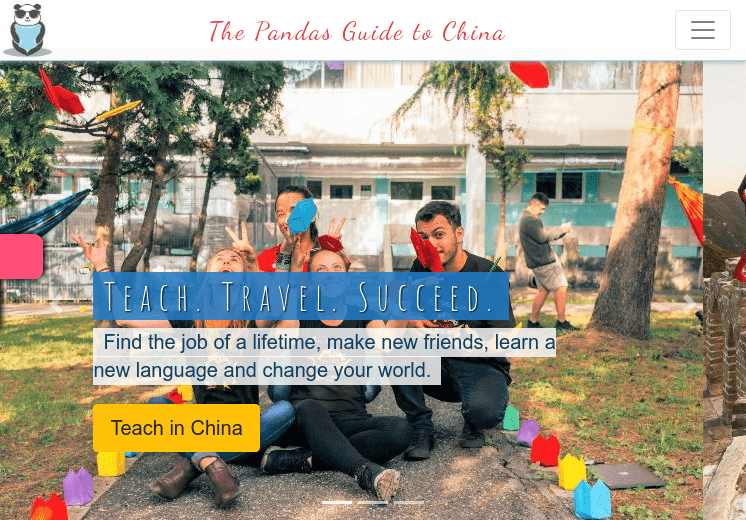 The Pandas Guide to China
Teach. Travel. Succeed.
Find the job of a lifetime, make new friends, learn a
new language and change your world.
Teach in China